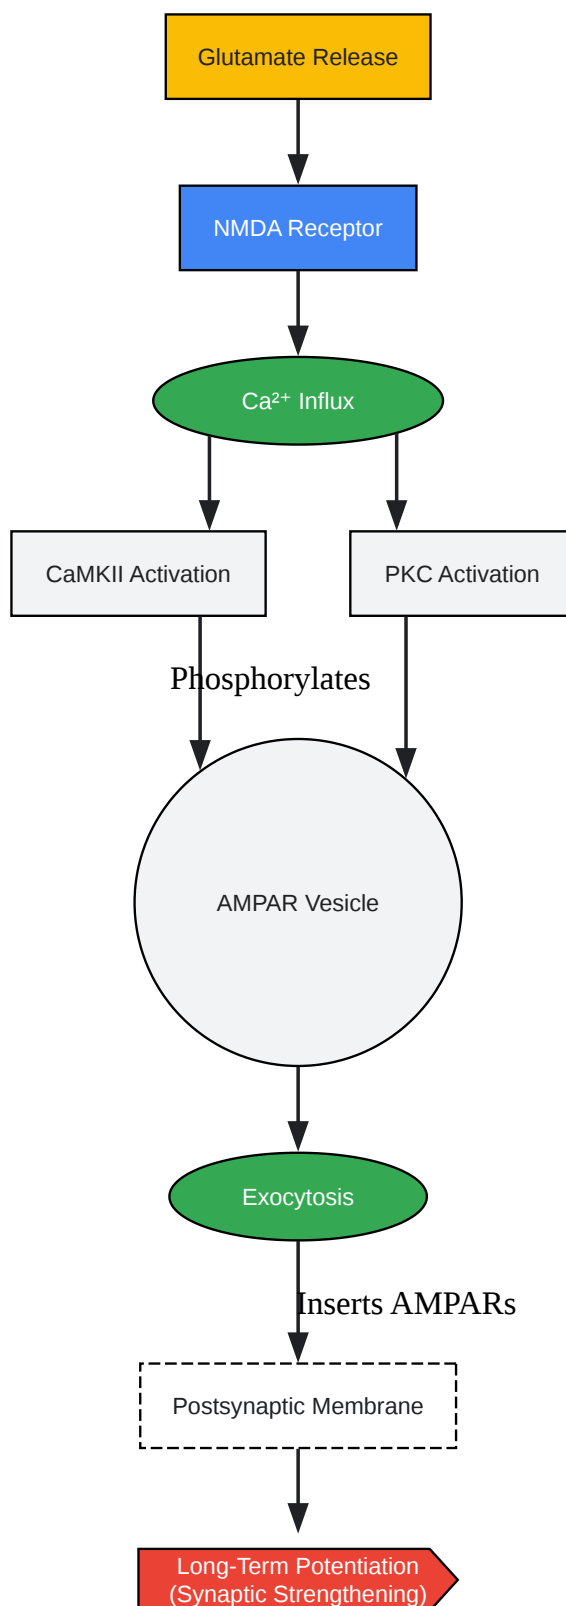 Glutamate Release
NMDA Receptor
Ca²⁺ Influx
CaMKII Activation
PKC Activation
Phosphorylates
AMPAR Vesicle
Exocytosis
Inserts AMPARs
Postsynaptic Membrane
Long-Term Potentiation
(Synaptic Strengthening)